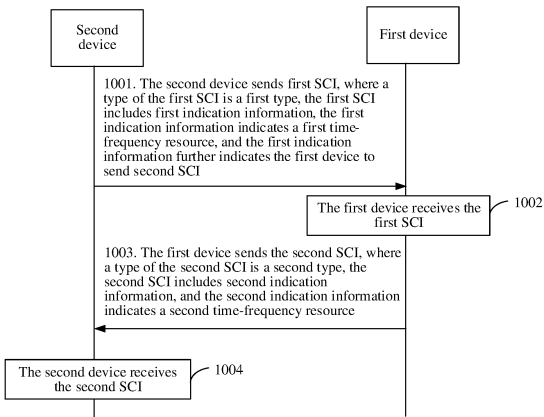 Second
device
First device
1001. The second device sends first SCI, where a
type of the first SCI is a first type, the first SCI
includes first indication information, the first
indication information indicates a first time-
frequency resource, and the first indication
information further indicates the first device to
send second SCI
The first device receives the
first SCI
1002
1003. The first device sends the second SCI, where
a type of the second SCI is a second type, the
second SCI includes second indication
information, and the second indication information
indicates a second time-frequency resource
The second device receives
the second SCI
1004